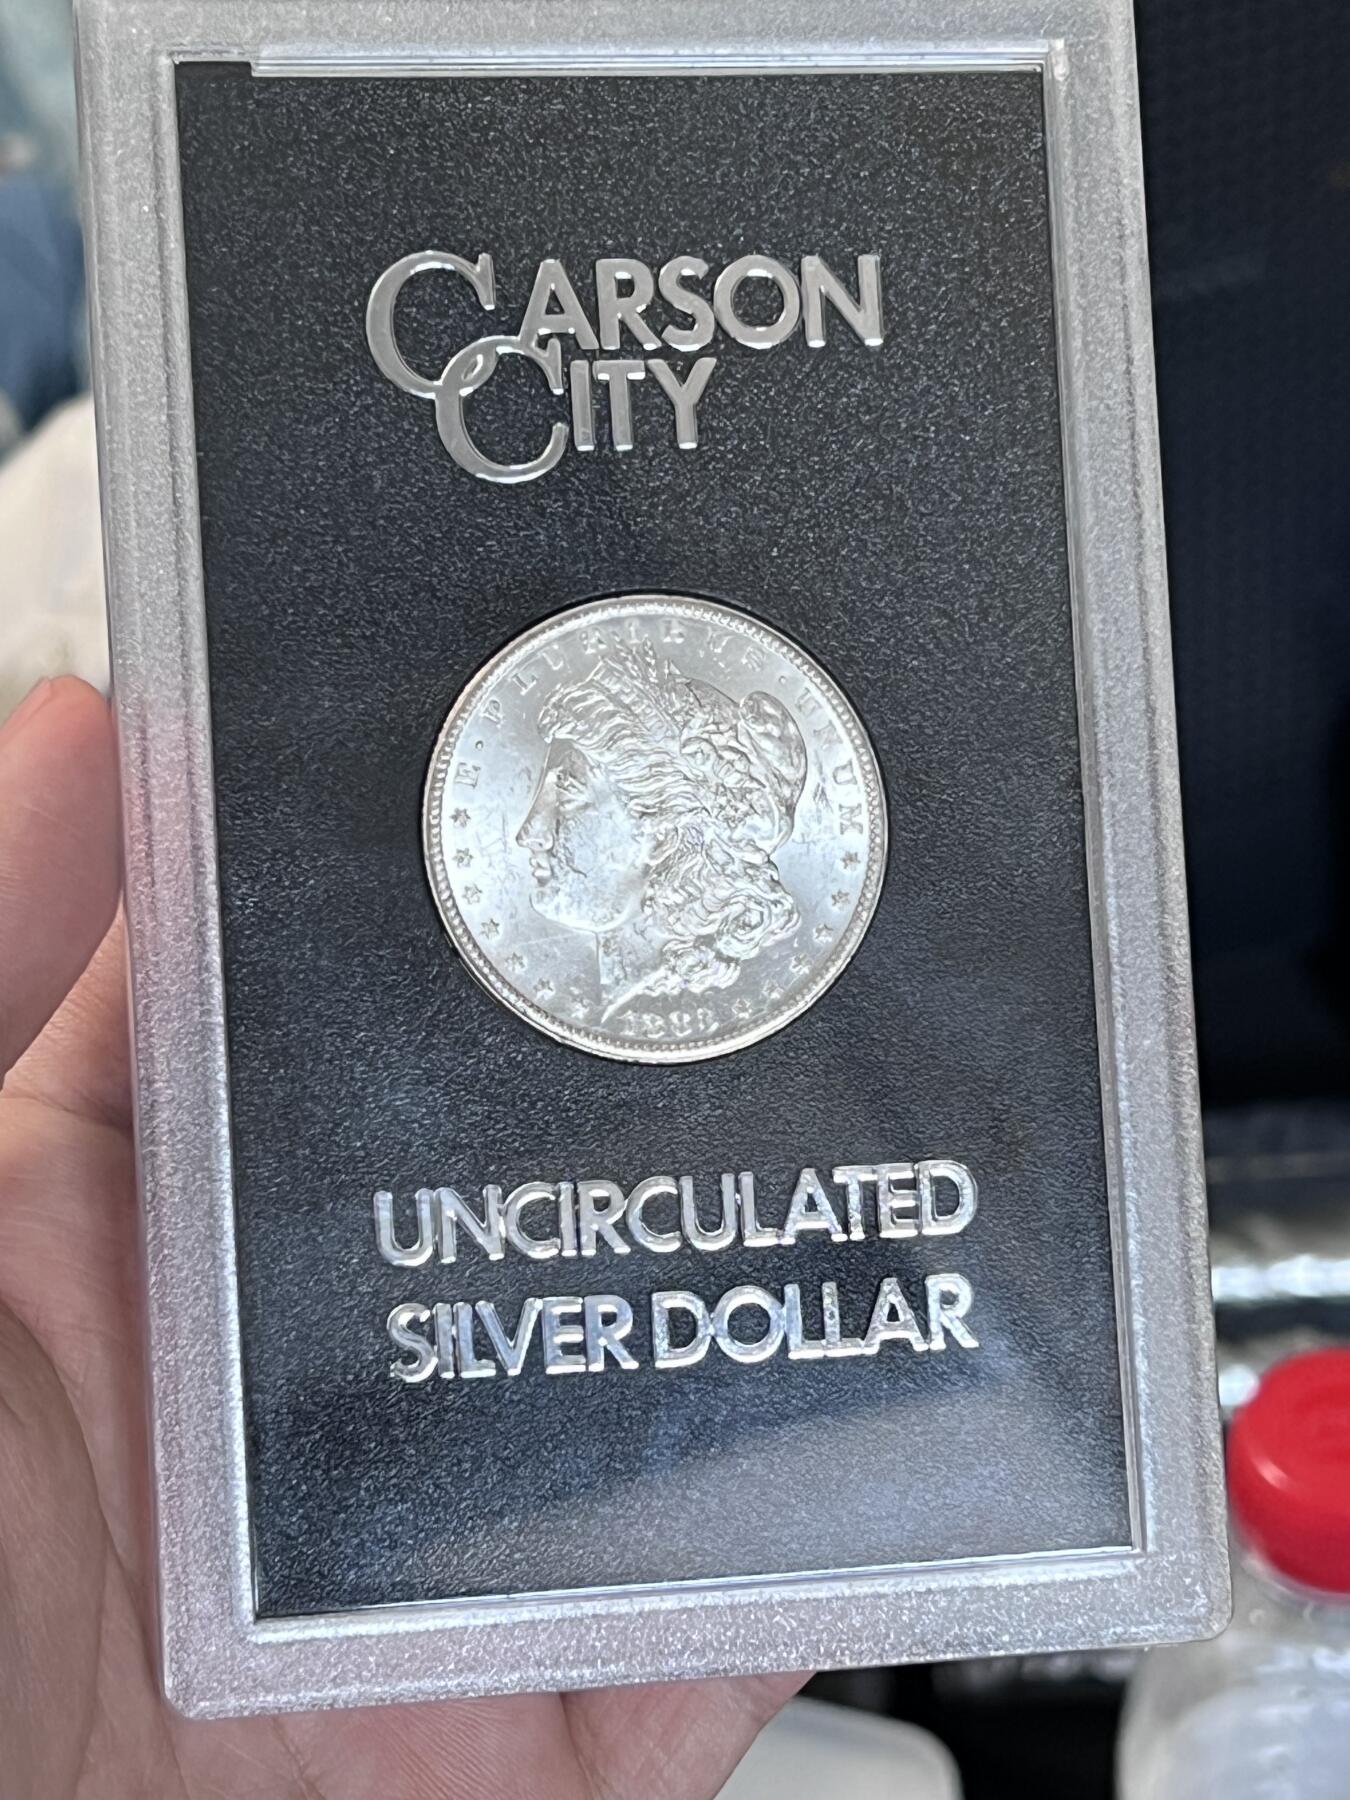 CARSON
CITY
E · PLURIBUS · UNUM
UNCIRCULATED
SILVER DOLLAR